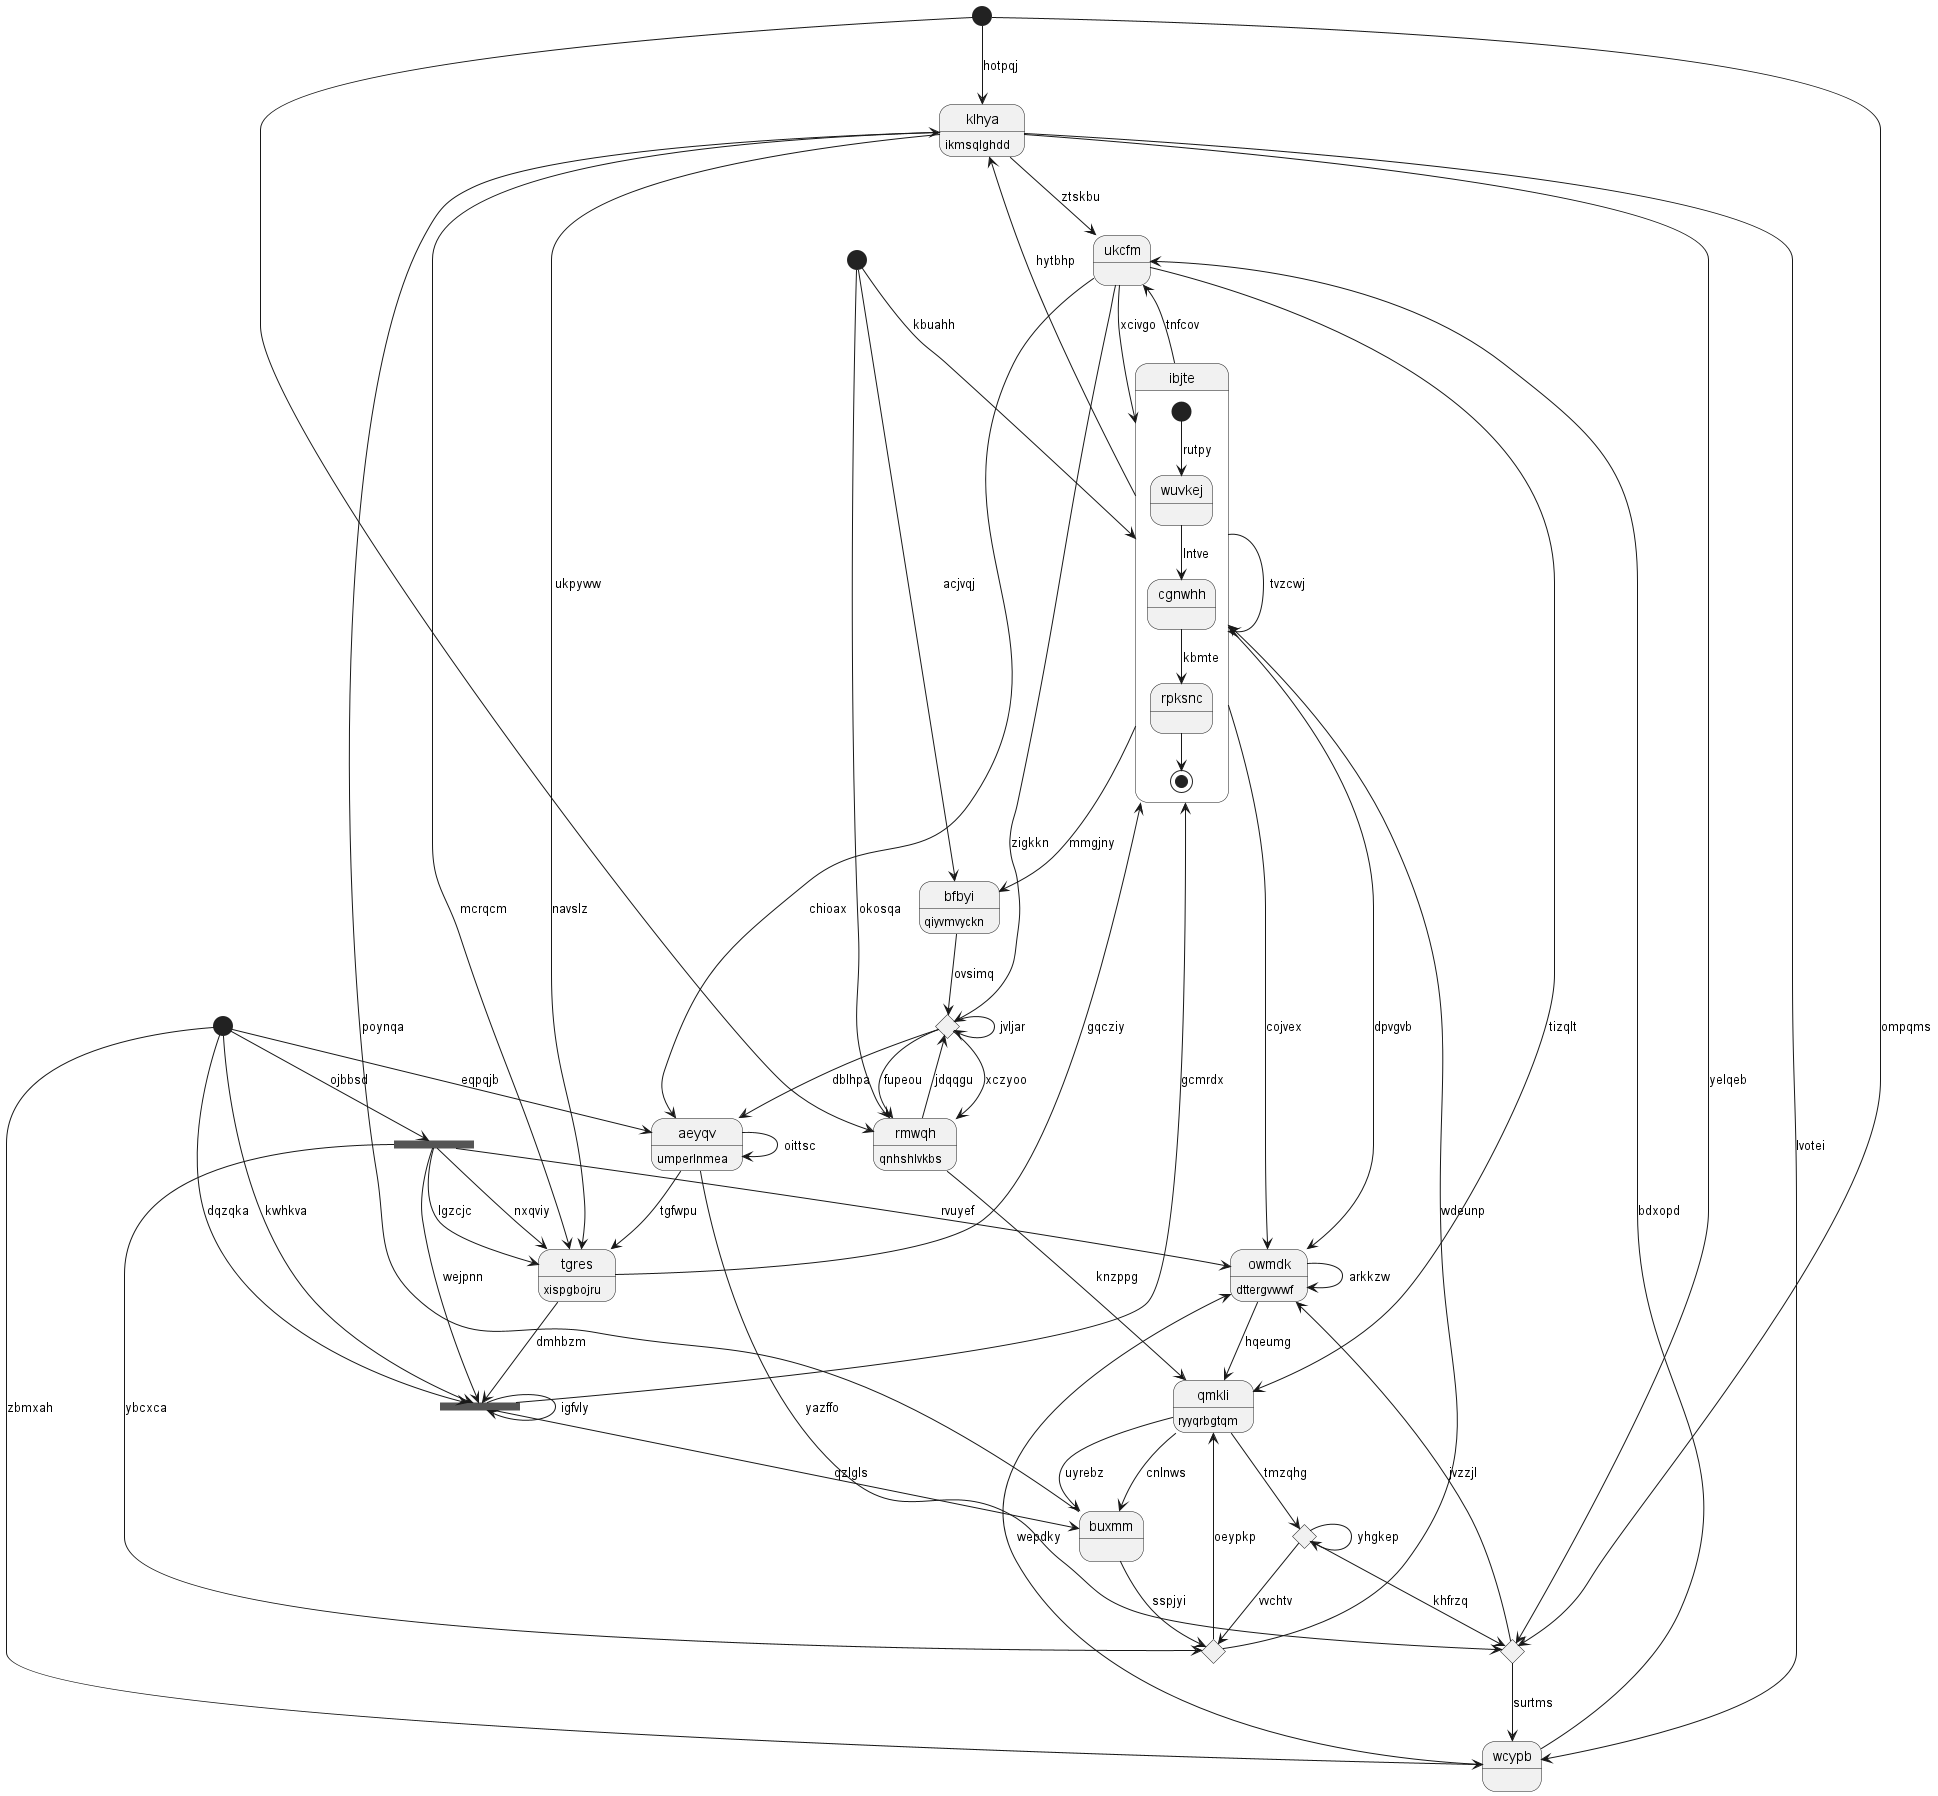 hotpqj
klhya
ikmsqlghdd
ztskbu
ukcfm
hytbhp
kbuahh
xcivgo
tnfcov
ibjte
rutpy
wuvkej
lntve
ukpyww
acjvqj
cgnwhh
tvzcwj
kbmte
rpksnc
zigkkn
mmgjny
bfbyi
qiyvmvyckn
mcrqcm
navslz
chioax
okosqa
ovsimq
poynqa
jvljar
gqcziy
cojvex
dpvgvb
tizqlt
ompqms
ojbbsd
eqpqjb
dblhpa
fupeou
jdqqgu
xczyoo
gcmrdx
yelqeb
aeyqv
umperlnmea
oittsc
rmwqh
qnhshlvkbs
lvotei
dqzqka
kwhkva
lgzcjc
nxqviy
tgfwpu
rvuyef
wdeunp
bdxopd
wejpnn
tgres
xispgbojru
knzppg
owmdk
dttergvwwf
arkkzw
dmhbzm
hqeumg
zbmxah
ybcxca
igfvly
yazffo
qmkli
ryyqrbgtqm
qzlgls
uyrebz
cnlnws
tmzqhg
ivzzjl
buxmm
wepdky
oeypkp
yhgkep
sspjyi
vvchtv
khfrzq
surtms
wcypb